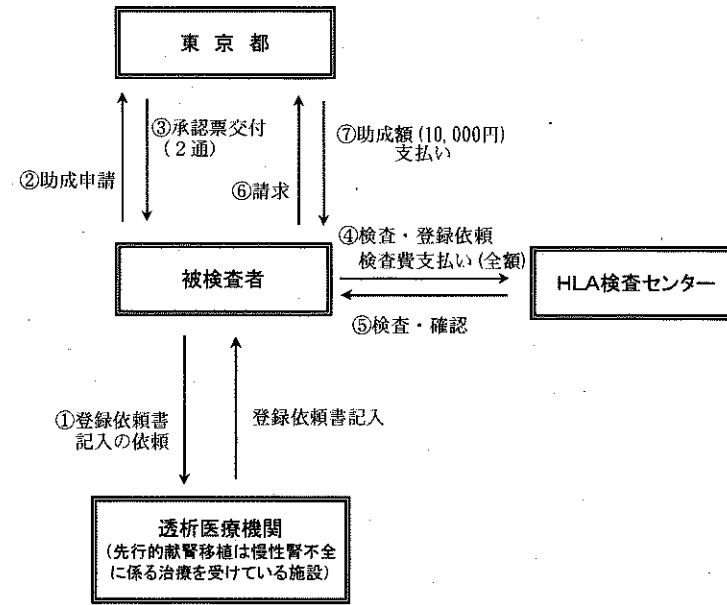 東京都
③承認票交付
(2通)
⑦助成額(10,000円)
支払い
②助成申請
⑥請求
④検査・登録依頼
検査費支払い(全額)
被検査者
HLA検査センター
⑤検査・確認
①登録依頼書
記入の依頼
登録依頼書記入
透析医療機関
(先行的献腎移植は慢性腎不全
に係る治療を受けている施設)